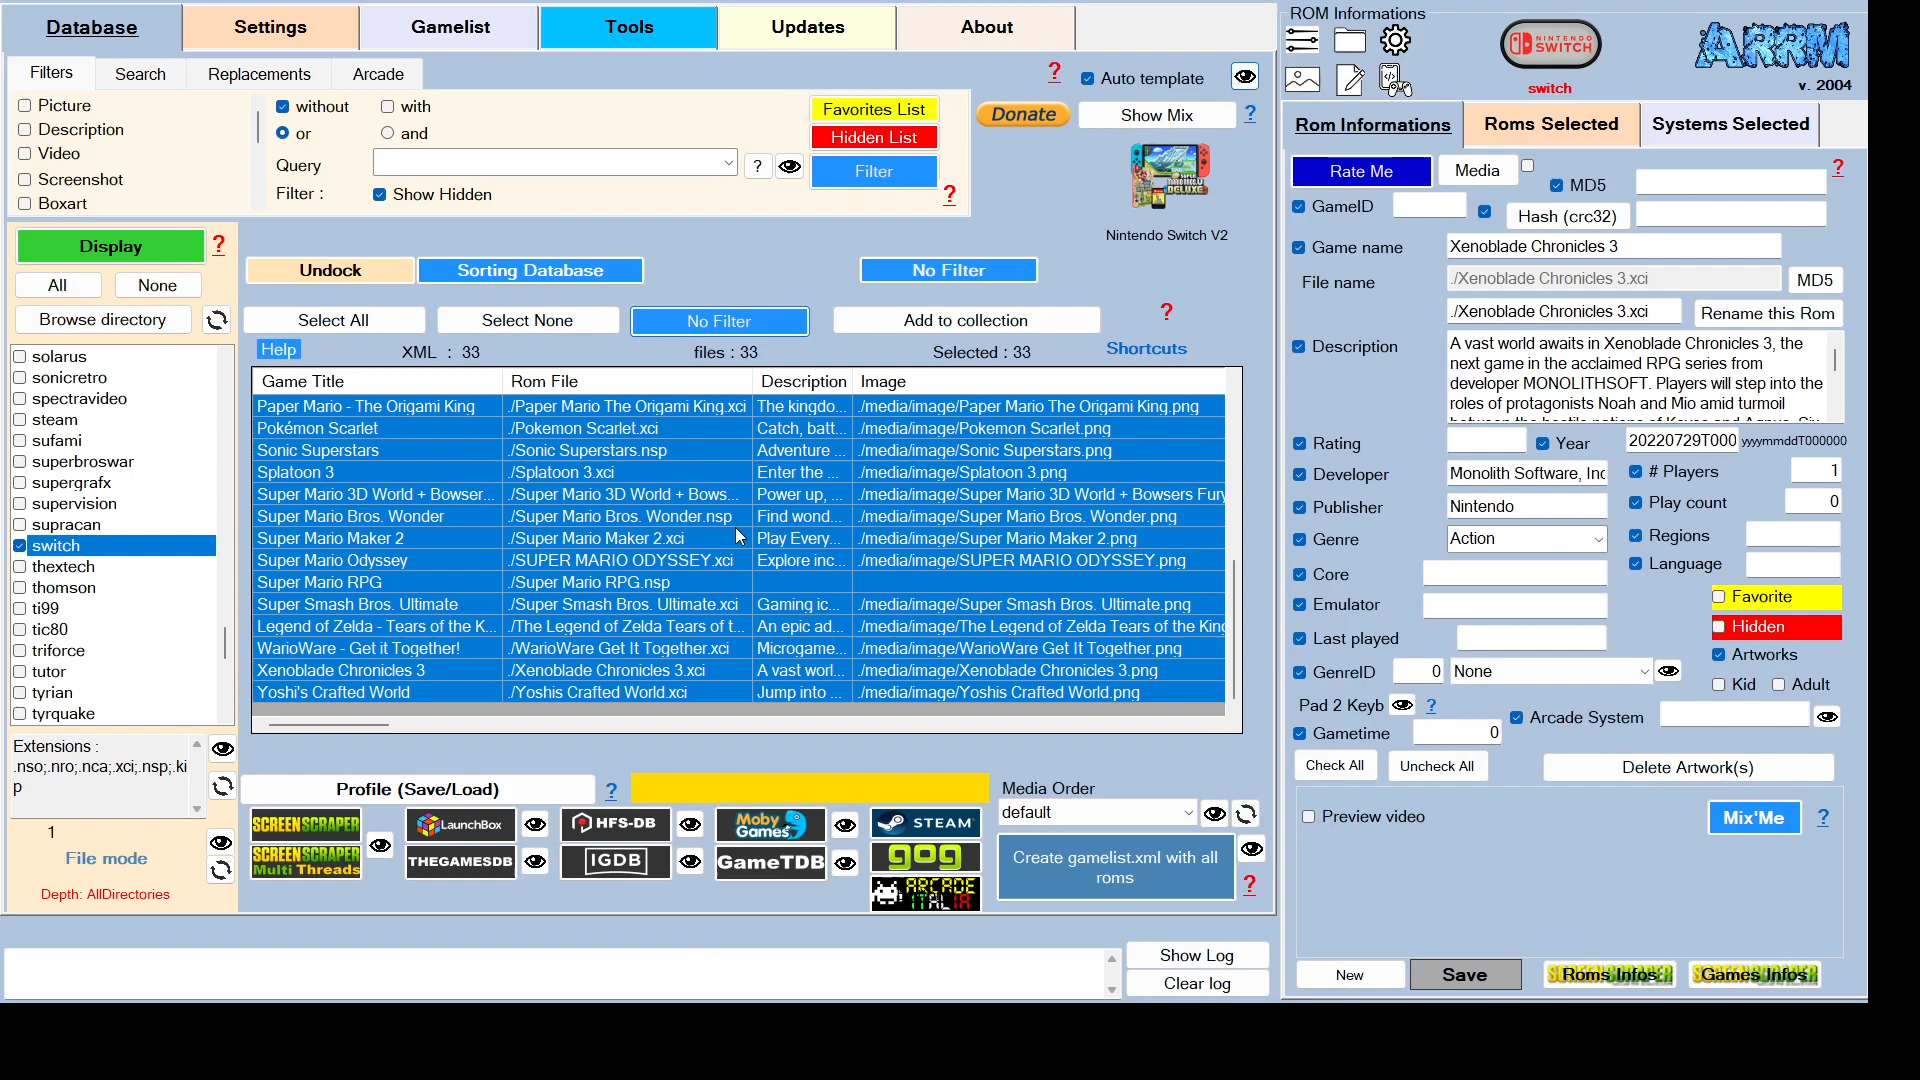 Database
Settings
Gamelist
Tools
Updates
About
Filters
Search
Replacements
Arcade
? Auto template
Picture
Description
Video
Screenshot
Boxart
without with
or and
Query ?
Filter : Show Hidden
Favorites List
Hidden List
Filter
?
Donate
Show Mix ?
Nintendo Switch V2
Display ?
All None
Browse directory
Undock
Sorting Database
No Filter
Select All
Select None
No Filter
Add to collection
?
Help
XML : 33
files : 33
Selected : 33
Shortcuts
solarus
sonicretro
spectravideo
steam
sufami
superbroswar
supergrafx
supervision
supracan
switch
thextech
thomson
ti99
tic80
triforce
tutor
tyrian
tyrquake
Game Title Rom File Description Image
Paper Mario - The Origami King ./Paper Mario The Origami King.xci The kingdo... ./media/image/Paper Mario The Origami King.png
Pokémon Scarlet ./Pokemon Scarlet.xci Catch, batt... ./media/image/Pokemon Scarlet.png
Sonic Superstars ./Sonic Superstars.nsp Adventure ... ./media/image/Sonic Superstars.png
Splatoon 3 ./Splatoon 3.xci Enter the ... ./media/image/Splatoon 3.png
Super Mario 3D World + Bowser... ./Super Mario 3D World + Bows... Power up, ... ./media/image/Super Mario 3D World + Bowsers Fury
Super Mario Bros. Wonder ./Super Mario Bros. Wonder.nsp Find wond... ./media/image/Super Mario Bros. Wonder.png
Super Mario Maker 2 ./Super Mario Maker 2.xci Play Every... ./media/image/Super Mario Maker 2.png
Super Mario Odyssey ./SUPER MARIO ODYSSEY.xci Explore inc... ./media/image/SUPER MARIO ODYSSEY.png
Super Mario RPG ./Super Mario RPG.nsp
Super Smash Bros. Ultimate ./Super Smash Bros. Ultimate.xci Gaming ic... ./media/image/Super Smash Bros. Ultimate.png
Legend of Zelda - Tears of the K... ./The Legend of Zelda Tears of t... An epic ad... ./media/image/The Legend of Zelda Tears of the King
WarioWare - Get it Together! ./WarioWare Get It Together.xci Microgame... ./media/image/WarioWare Get It Together.png
Xenoblade Chronicles 3 ./Xenoblade Chronicles 3.xci A vast worl... ./media/image/Xenoblade Chronicles 3.png
Yoshi's Crafted World ./Yoshis Crafted World.xci Jump into ... ./media/image/Yoshis Crafted World.png
Extensions :
.nso;.nro;.nca;.xci;.nsp;.ki
p
1
File mode
Depth: AllDirectories
Profile (Save/Load) ?
SCREEN SCRAPER
SCREEN SCRAPER
Multi Threads
LaunchBox
THEGAMESDB
HFS-DB
IGDB
Moby
Games
GameTDB
STEAM
gog
ARCADE
ITALIA
Media Order
default
Create gamelist.xml with all
roms
?
Show Log
Clear log
ROM Informations
NINTENDO
SWITCH
switch
ARRM
v. 2004
Rom Informations
Roms Selected
Systems Selected
Rate Me
Media
MD5
?
GameID
Hash (crc32)
Game name Xenoblade Chronicles 3
File name ./Xenoblade Chronicles 3.xci MD5
./Xenoblade Chronicles 3.xci Rename this Rom
Description A vast world awaits in Xenoblade Chronicles 3, the
next game in the acclaimed RPG series from
developer MONOLITHSOFT. Players will step into the
roles of protagonists Noah and Mio amid turmoil
Rating Year 20220729T000 yyyymmddT000000
Developer Monolith Software, Inc # Players 1
Publisher Nintendo Play count 0
Genre Action Regions
Core Language
Emulator Favorite
Last played Hidden
GenreID 0 None Artworks
Kid Adult
Pad 2 Keyb ? Arcade System
Gametime 0
Check All
Uncheck All
Delete Artwork(s)
Preview video Mix'Me ?
New
Save
Roms Infos
Games Infos